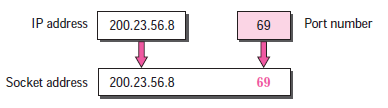 IP address 200.23.56.8 69 Port number
Socket address 200.23.56.8 69